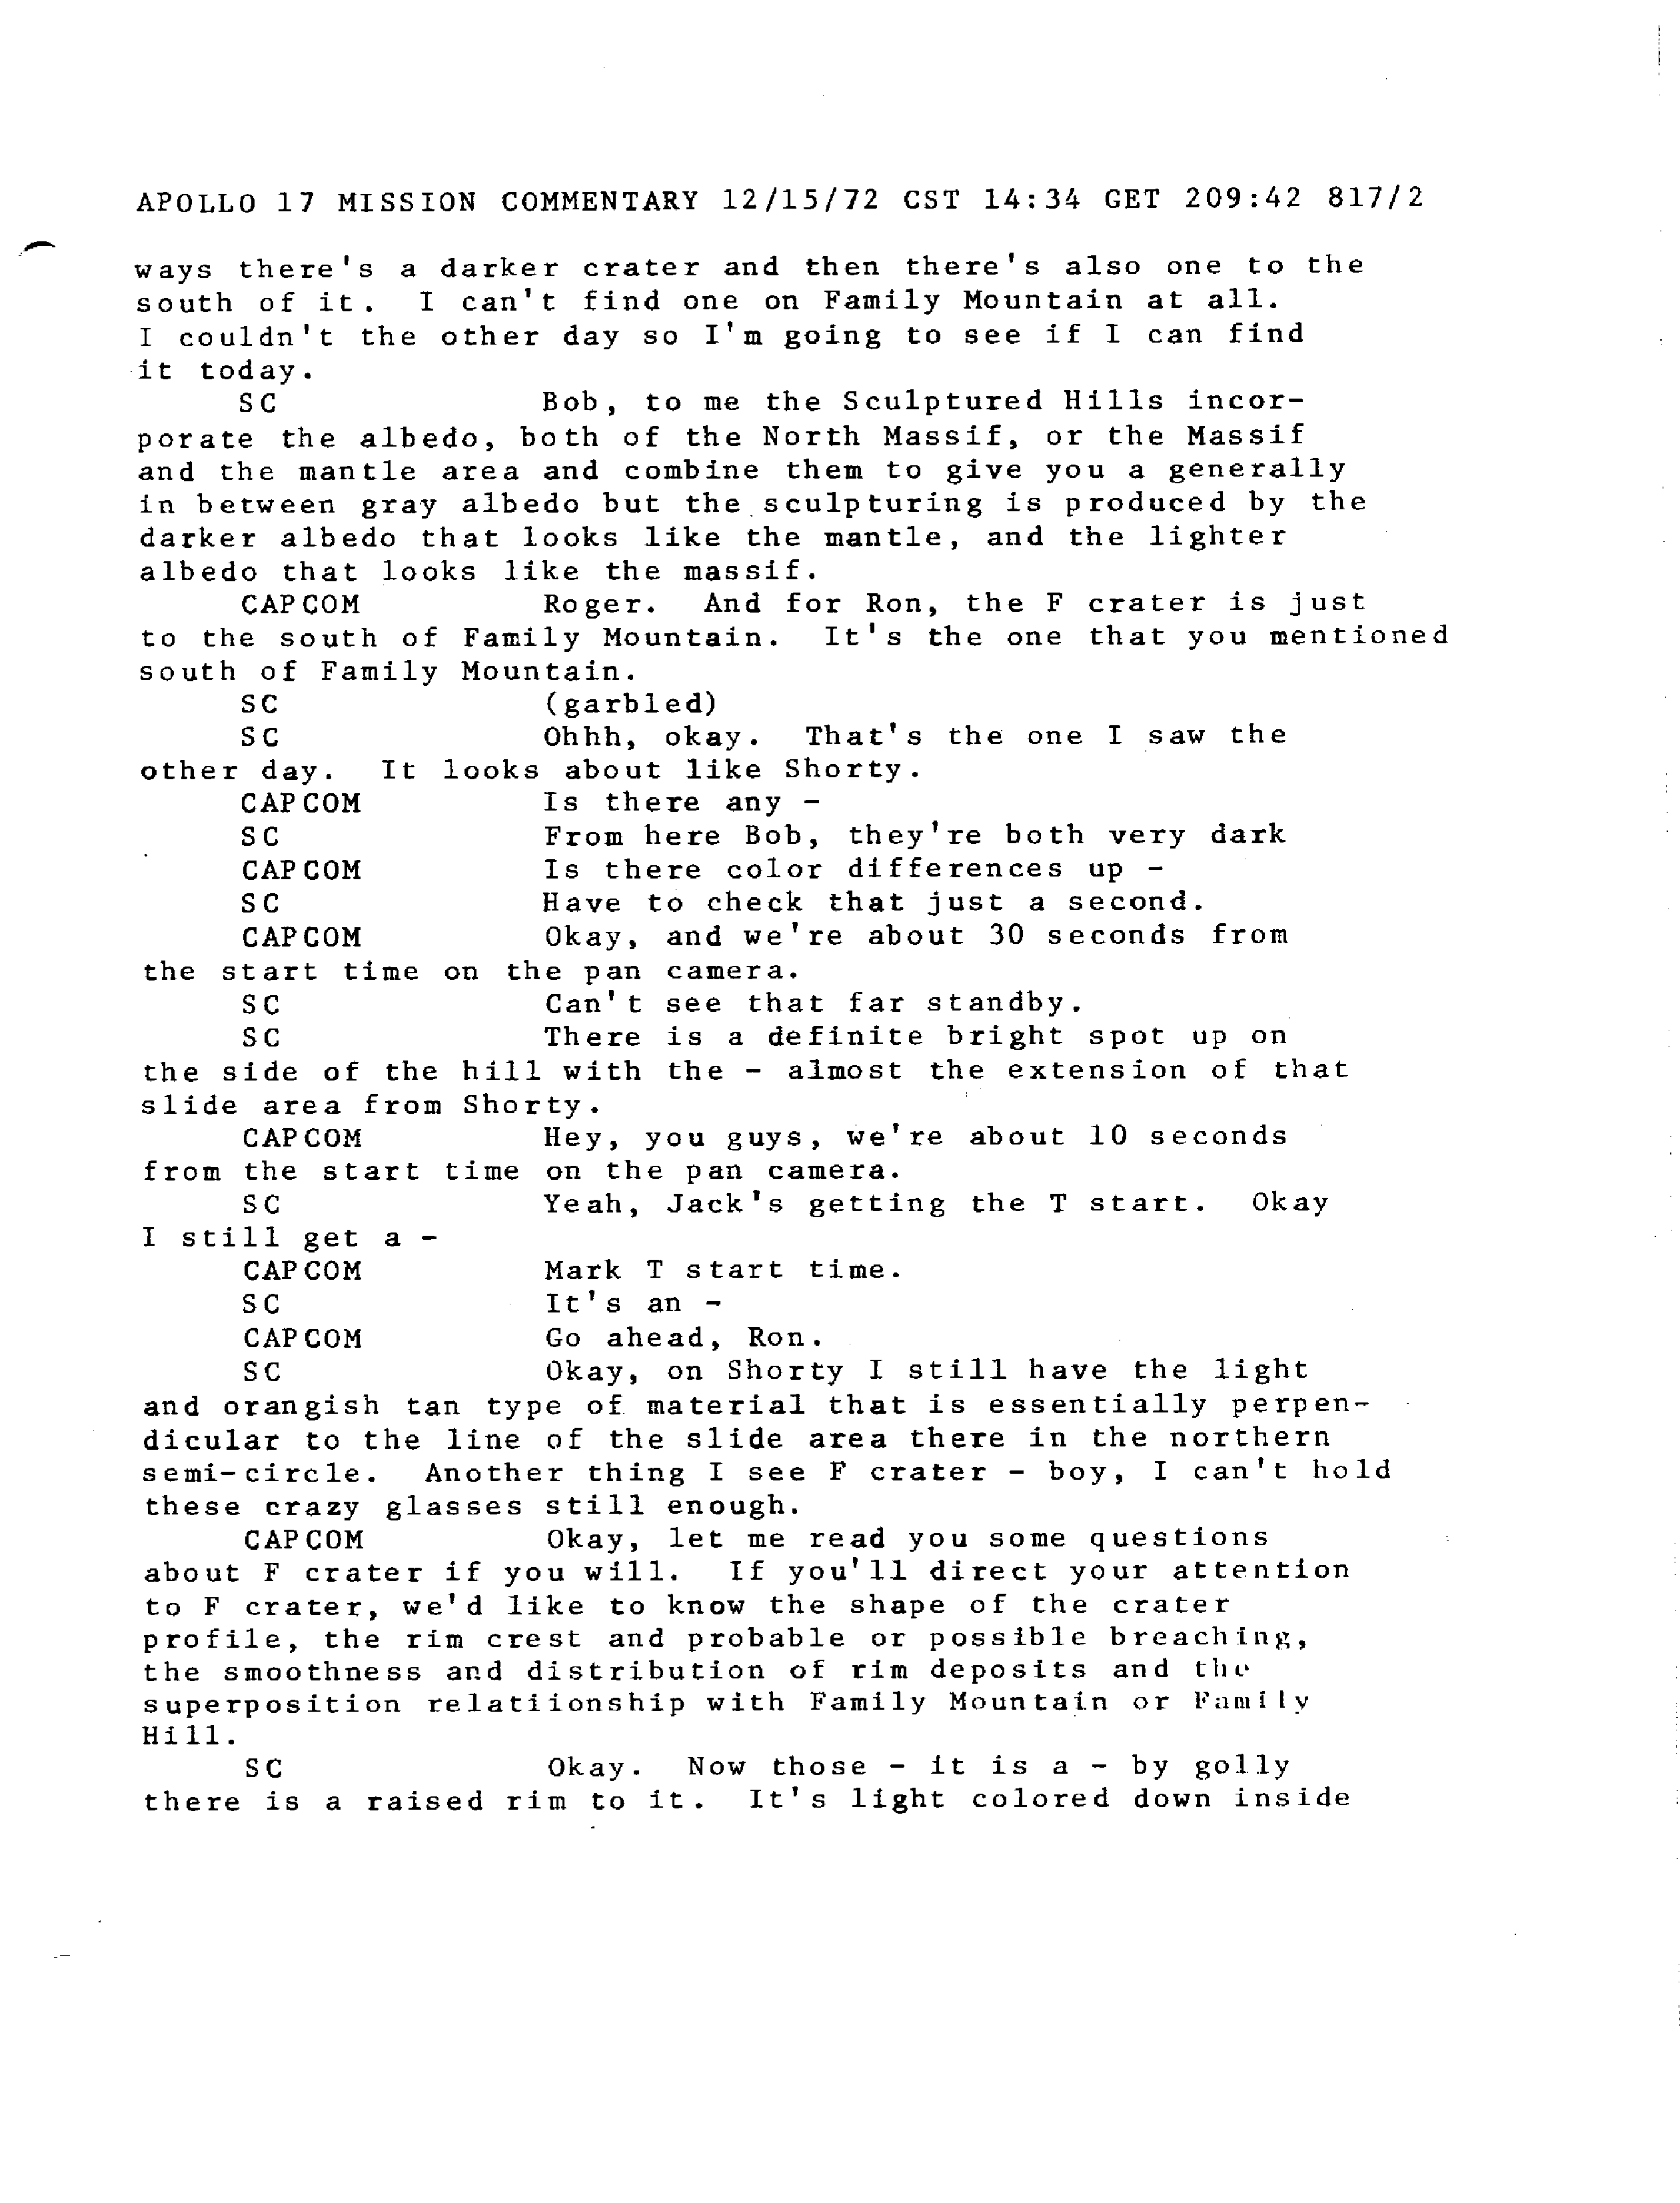 APOLLO 17 MISSION COMMENTARY 12/15/72 CST 14:34 GET 209:42 817/2
ways there's a darker crater and then there's also one to the
south of it. I can't find one on Family Mountain at all.
I couldn't the other day so I'm going to see if I can find
it today.
SC Bob, to me the Sculptured Hills incor-
porate the albedo, both of the North Massif, or the Massif
and the mantle area and combine them to give you a generally
in between gray albedo but the sculpturing is produced by the
darker albedo that looks like the mantle, and the lighter
albedo that looks like the massif.
CAPCOM Roger. And for Ron, the F crater is just
to the south of Family Mountain. It's the one that you mentioned
south of Family Mountain.
SC (garbled)
SC Ohhh, okay. That's the one I saw the
other day. It looks about like Shorty.
CAPCOM Is there any -
SC From here Bob, they're both very dark
CAPCOM Is there color differences up -
SC Have to check that just a second.
CAPCOM Okay, and we're about 30 seconds from
the start time on the pan camera.
SC Can't see that far standby.
SC There is a definite bright spot up on
the side of the hill with the - almost the extension of that
slide area from Shorty.
CAPCOM Hey, you guys, we're about 10 seconds
from the start time on the pan camera.
SC Yeah, Jack's getting the T start. Okay
I still get a -
CAPCOM Mark T start time.
SC It's an -
CAPCOM Go ahead, Ron.
SC Okay, on Shorty I still have the light
and orangish tan type of material that is essentially perpen-
dicular to the line of the slide area there in the northern
semi-circle. Another thing I see F crater - boy, I can't hold
these crazy glasses still enough.
CAPCOM Okay, let me read you some questions
about F crater if you will. If you'll direct your attention
to F crater, we'd like to know the shape of the crater
profile, the rim crest and probable or possible breaching,
the smoothness and distribution of rim deposits and the
superposition relatiionship with Family Mountain or Family
Hill.
SC Okay. Now those - it is a - by golly
there is a raised rim to it. It's light colored down inside